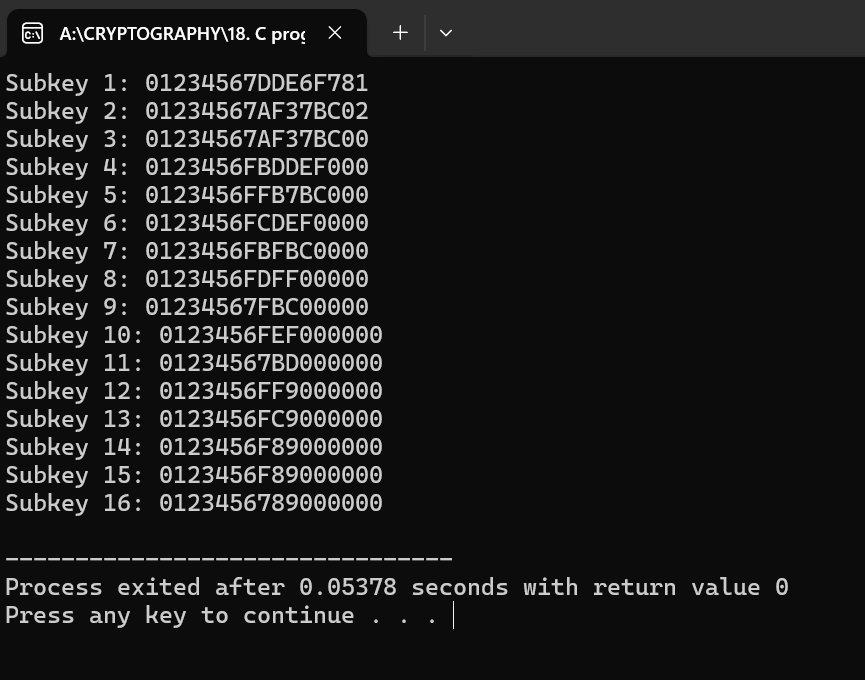 A:\CRYPTOGRAPHY\18. C prog
Subkey 1: 01234567DDE6F781
Subkey 2: 01234567AF37BC02
Subkey 3: 01234567AF37BC00
Subkey 4: 0123456FBDDEF000
Subkey 5: 0123456FFB7BC000
Subkey 6: 0123456FCDEF0000
Subkey 7: 0123456FBFBC0000
Subkey 8: 0123456FDFF00000
Subkey 9: 01234567FBC00000
Subkey 10: 0123456FEF000000
Subkey 11: 01234567BD000000
Subkey 12: 0123456FF9000000
Subkey 13: 0123456FC9000000
Subkey 14: 0123456F89000000
Subkey 15: 0123456F89000000
Subkey 16: 0123456789000000
--------------------------------
Process exited after 0.05378 seconds with return value 0
Press any key to continue . . .